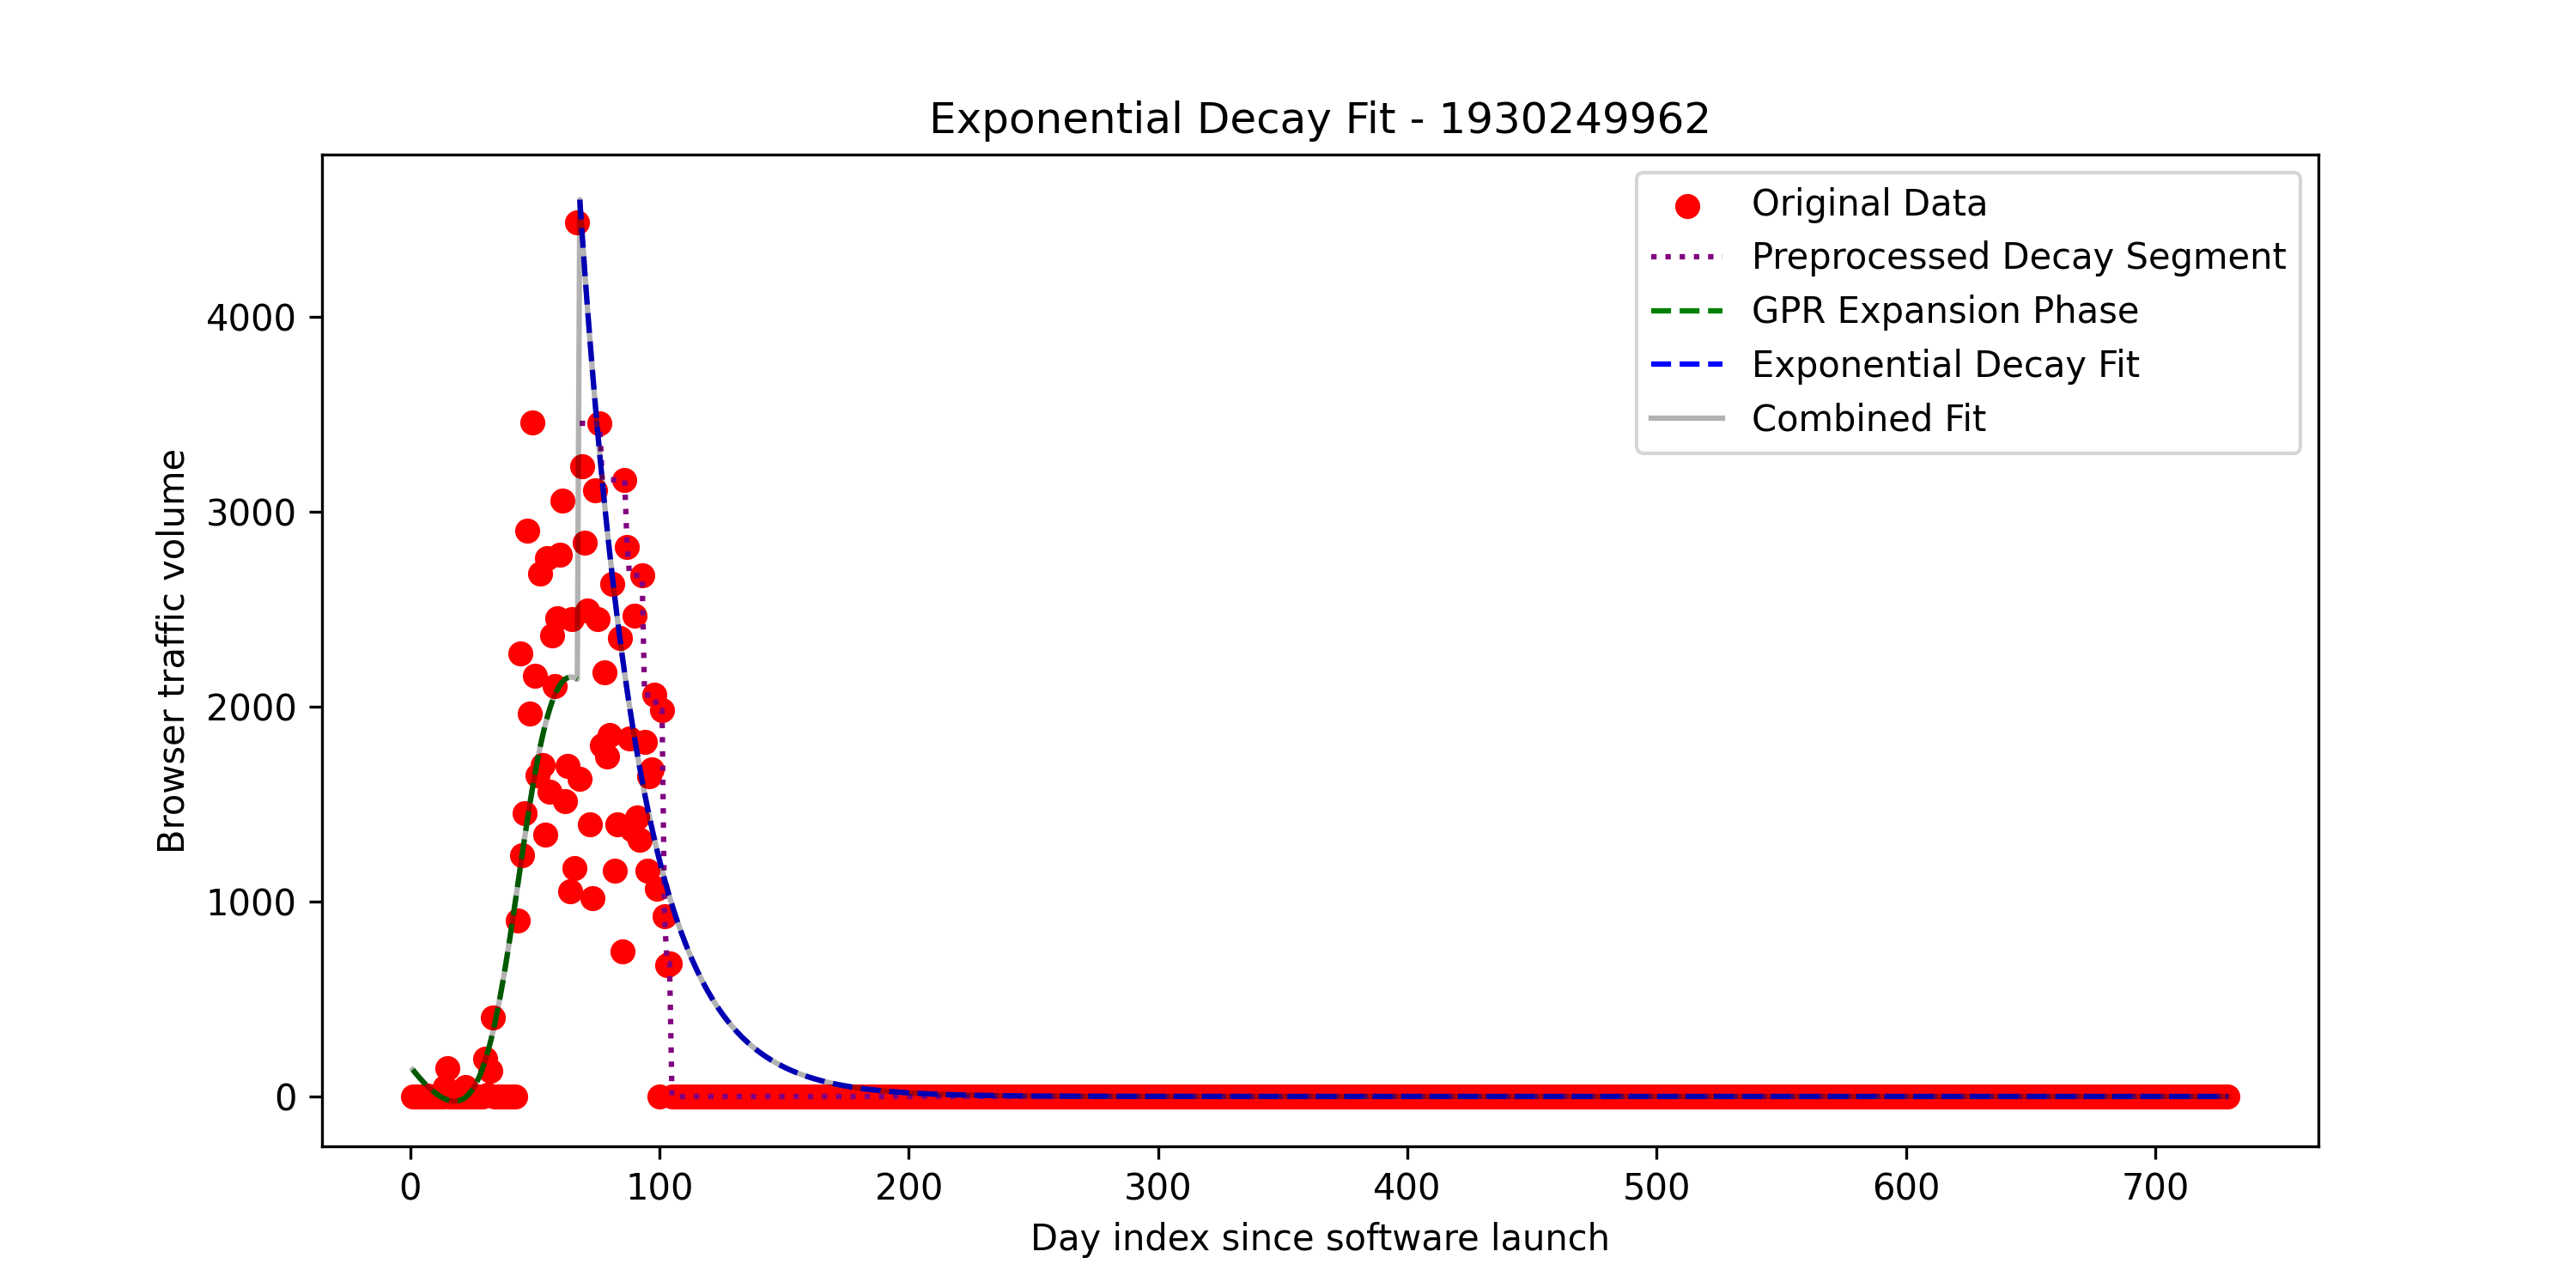 Exponential Decay Fit - 1930249962
Original Data
Preprocessed Decay Segment
GPR Expansion Phase
Exponential Decay Fit
Combined Fit
Browser traffic volume
4000
3000
2000
1000
0
0 100 200 300 400 500 600 700
Day index since software launch